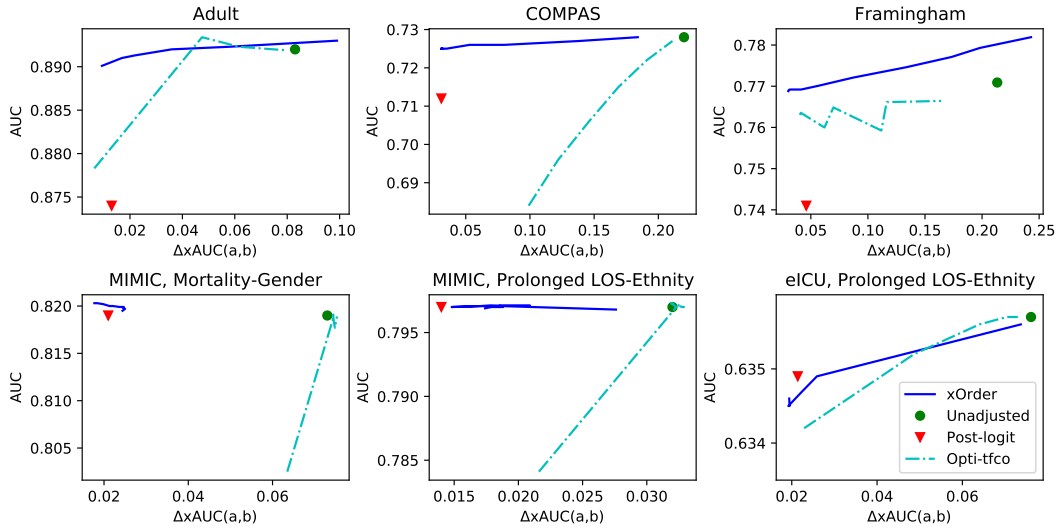 Adult
COMPAS
Framingham
AUC
0.890
0.885
0.880
0.875
0.02
0.04
0.06
0.08
0.10
ΔxAUC(a,b)
AUC
0.73
0.72
0.71
0.70
0.69
0.05
0.10
0.15
0.20
ΔxAUC(a,b)
AUC
0.78
0.77
0.76
0.75
0.74
0.05
0.10
0.15
0.20
0.25
ΔxAUC(a,b)
MIMIC, Mortality-Gender
MIMIC, Prolonged LOS-Ethnity
eICU, Prolonged LOS-Ethnity
AUC
0.820
0.815
0.810
0.805
0.02
0.04
0.06
ΔxAUC(a,b)
AUC
0.795
0.790
0.785
0.015
0.020
0.025
0.030
ΔxAUC(a,b)
AUC
0.635
0.634
0.02
0.04
0.06
ΔxAUC(a,b)
xOrder
Unadjusted
Post-logit
Opti-tfco